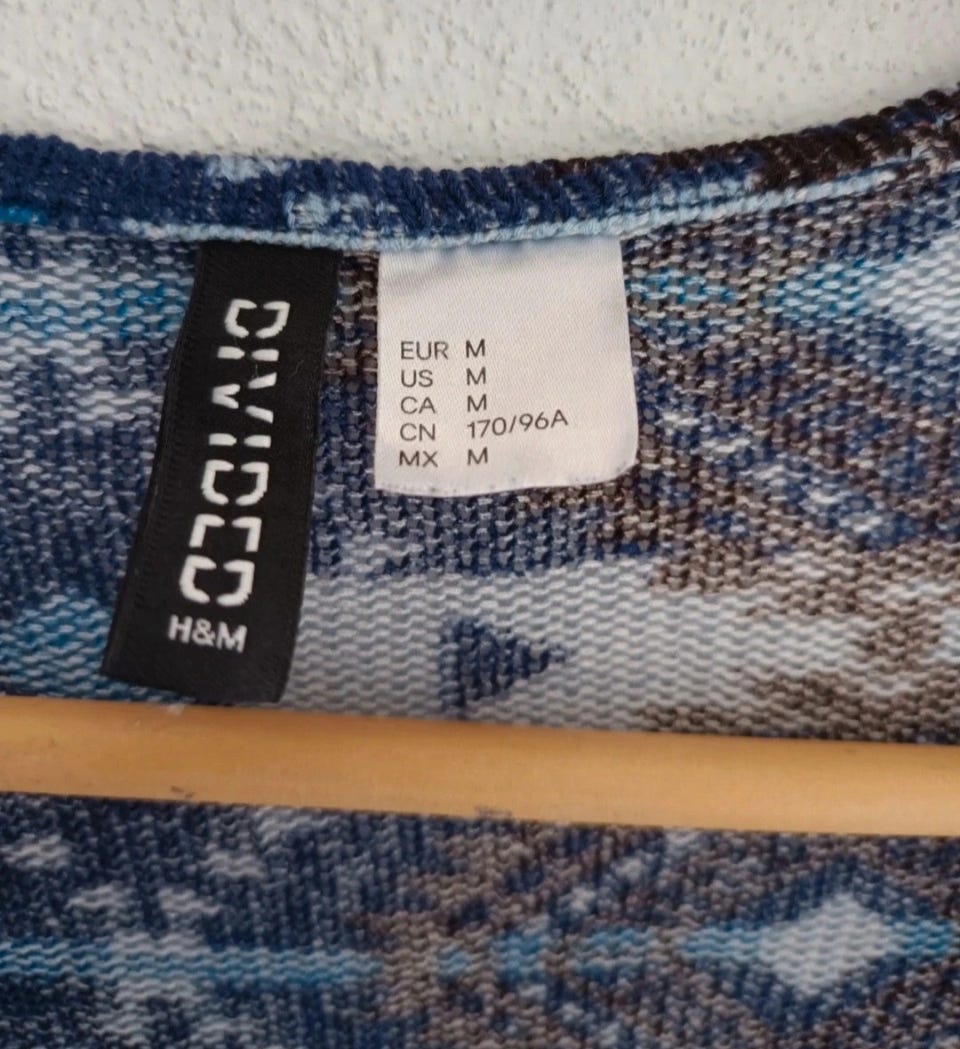 DIVIDED
H&M
EUR M
US M
CA M
CN 170/96A
MX M